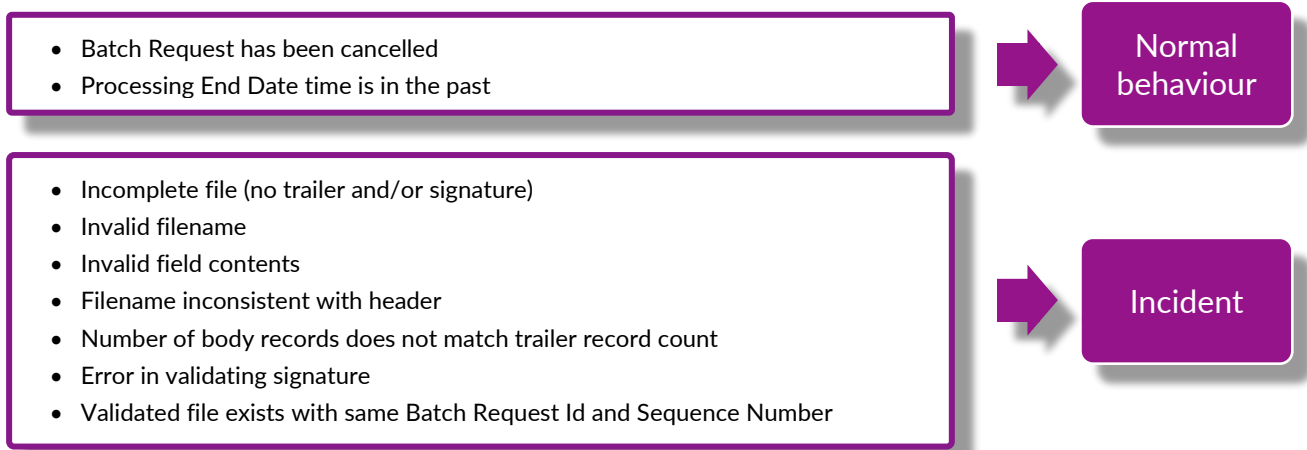 • Batch Request has been cancelled
• Processing End Date time is in the past
Normal
behaviour
• Incomplete file (no trailer and/or signature)
• Invalid filename
• Invalid field contents
• Filename inconsistent with header
• Number of body records does not match trailer record count
• Error in validating signature
• Validated file exists with same Batch Request Id and Sequence Number
Incident